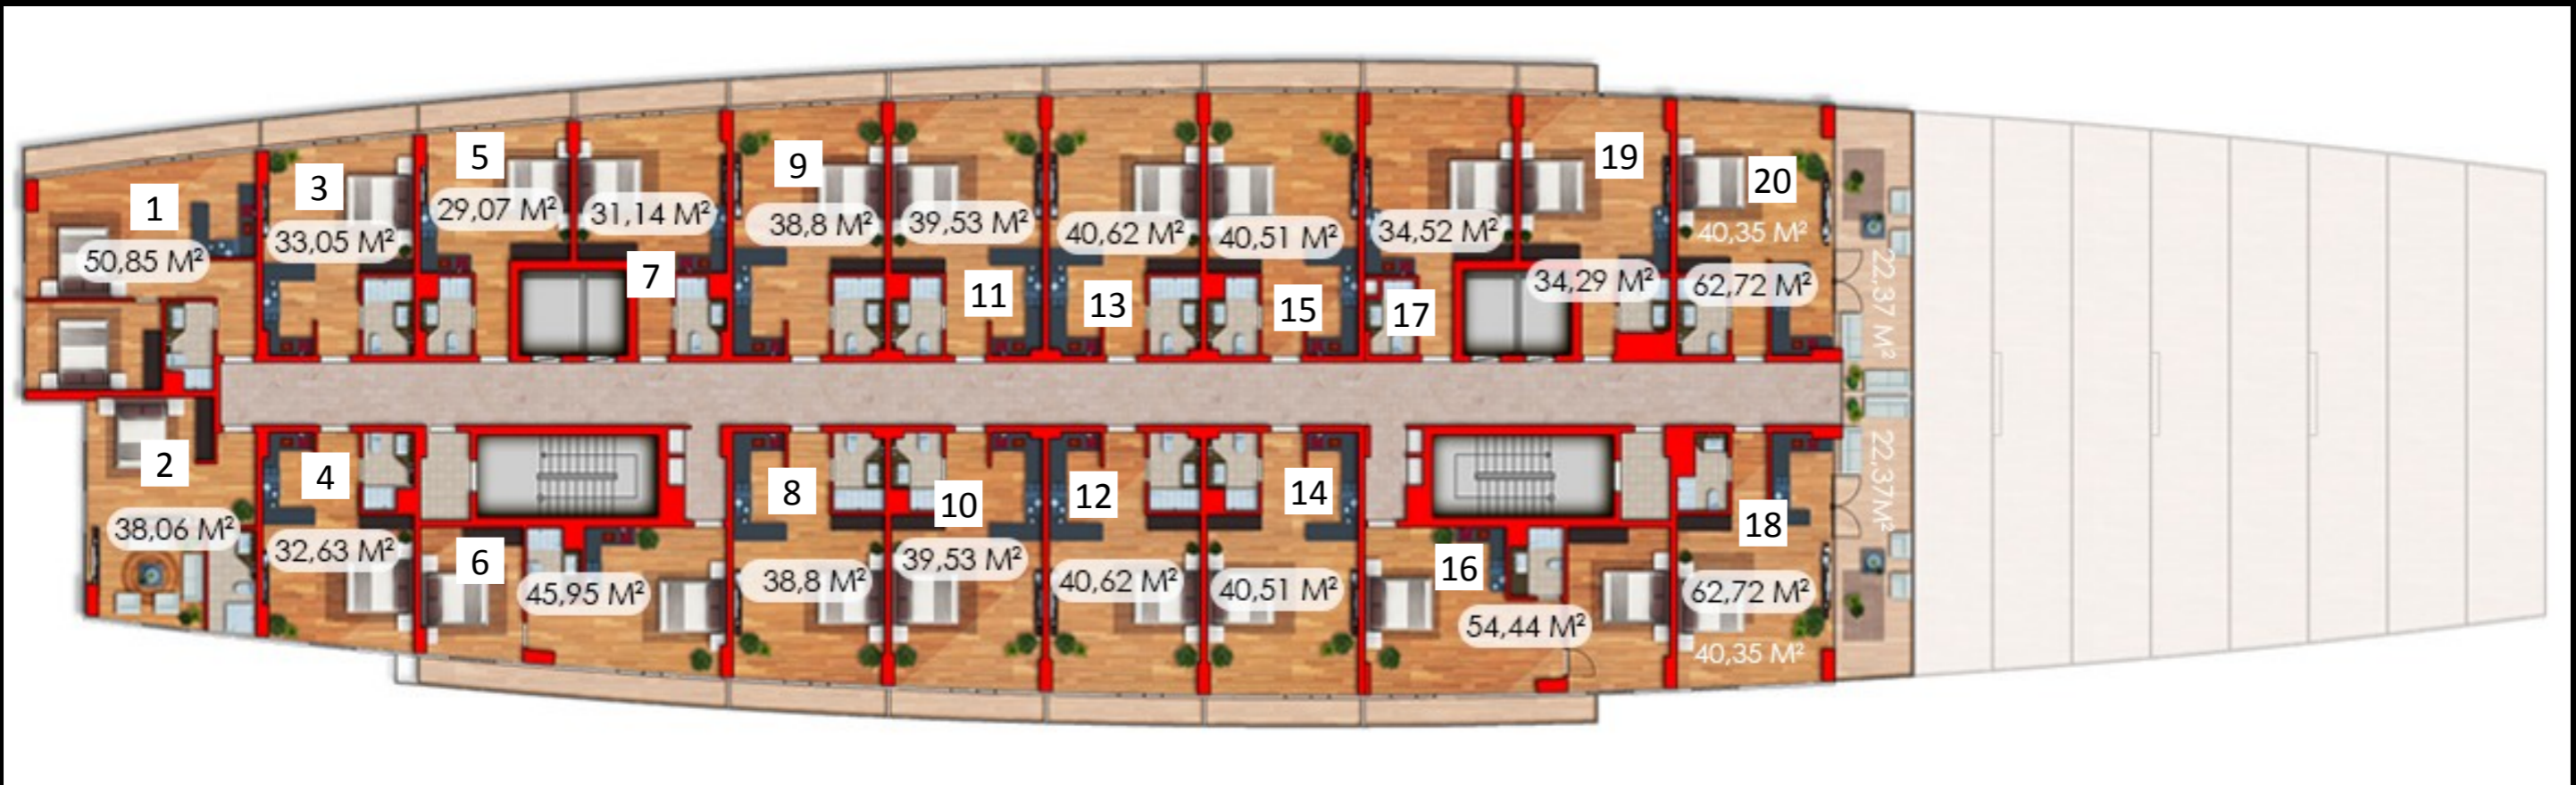 1
50,85 M²
3
33,05 M²
5
29,07 M²
31,14 M²
7
9
38,8 M²
39,53 M²
11
40,62 M²
13
40,51 M²
15
34,52 M²
17
19
34,29 M²
20
40,35 M²
62,72 M²
22,37 M²
2
38,06 M²
4
32,63 M²
6
45,95 M²
8
38,8 M²
10
39,53 M²
12
40,62 M²
14
40,51 M²
16
54,44 M²
18
62,72 M²
40,35 M²
22,37M²